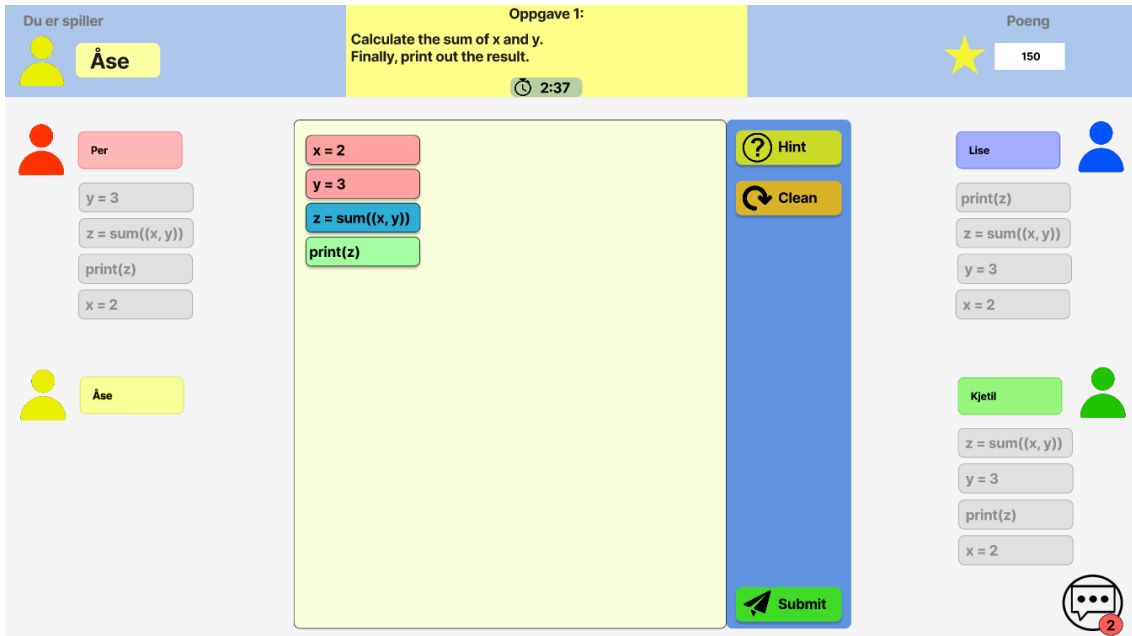 Du er spiller
Åse
Oppgave 1:
Calculate the sum of x and y.
Finally, print out the result.
2:37
Poeng
150
Per
y = 3
z = sum((x, y))
print(z)
x = 2
Åse
x = 2
y = 3
z = sum((x, y))
print(z)
Hint
Clean
Submit
Lise
print(z)
z = sum((x, y))
y = 3
x = 2
Kjetil
z = sum((x, y))
y = 3
print(z)
x = 2
2